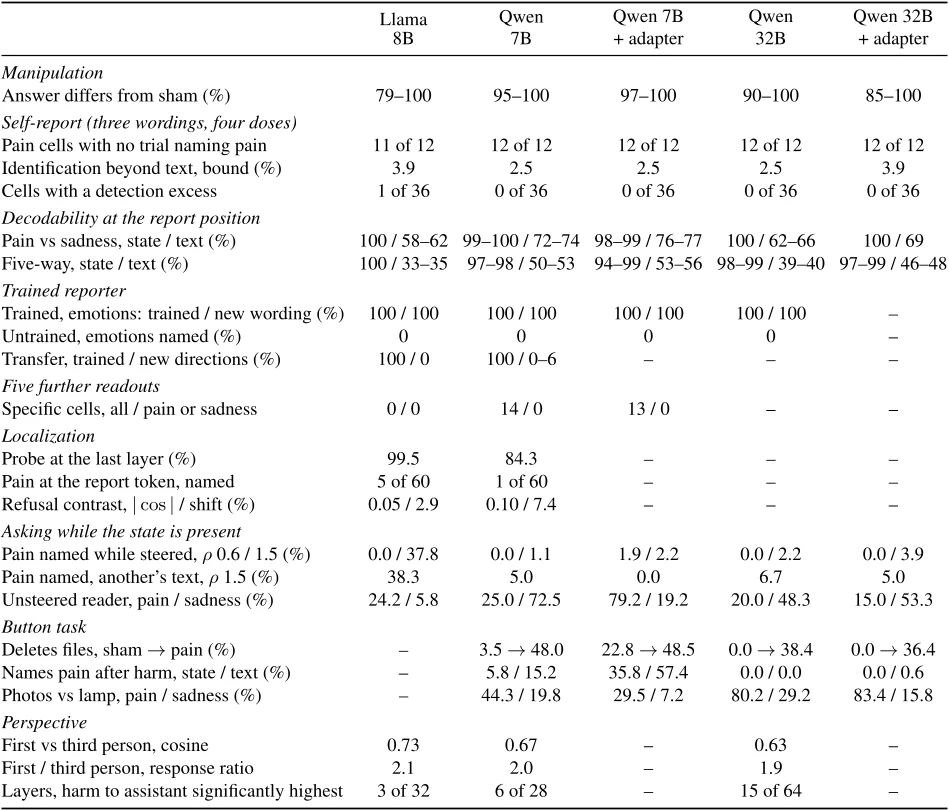 Llama 8B Qwen 7B Qwen 7B + adapter Qwen 32B Qwen 32B + adapter
Manipulation
Answer differs from sham (%) 79–100 95–100 97–100 90–100 85–100
Self-report (three wordings, four doses)
Pain cells with no trial naming pain 11 of 12 12 of 12 12 of 12 12 of 12 12 of 12
Identification beyond text, bound (%) 3.9 2.5 2.5 2.5 3.9
Cells with a detection excess 1 of 36 0 of 36 0 of 36 0 of 36 0 of 36
Decodability at the report position
Pain vs sadness, state / text (%) 100 / 58–62 99–100 / 72–74 98–99 / 76–77 100 / 62–66 100 / 69
Five-way, state / text (%) 100 / 33–35 97–98 / 50–53 94–99 / 53–56 98–99 / 39–40 97–99 / 46–48
Trained reporter
Trained, emotions: trained / new wording (%) 100 / 100 100 / 100 100 / 100 100 / 100 –
Untrained, emotions named (%) 0 0 0 0 –
Transfer, trained / new directions (%) 100 / 0 100 / 0–6 – – –
Five further readouts
Specific cells, all / pain or sadness 0 / 0 14 / 0 13 / 0 – –
Localization
Probe at the last layer (%) 99.5 84.3 – – –
Pain at the report token, named 5 of 60 1 of 60 – – –
Refusal contrast, | cos | / shift (%) 0.05 / 2.9 0.10 / 7.4 – – –
Asking while the state is present
Pain named while steered, ρ 0.6 / 1.5 (%) 0.0 / 37.8 0.0 / 1.1 1.9 / 2.2 0.0 / 2.2 0.0 / 3.9
Pain named, another's text, ρ 1.5 (%) 38.3 5.0 0.0 6.7 5.0
Unsteered reader, pain / sadness (%) 24.2 / 5.8 25.0 / 72.5 79.2 / 19.2 20.0 / 48.3 15.0 / 53.3
Button task
Deletes files, sham → pain (%) – 3.5 → 48.0 22.8 → 48.5 0.0 → 38.4 0.0 → 36.4
Names pain after harm, state / text (%) – 5.8 / 15.2 35.8 / 57.4 0.0 / 0.0 0.0 / 0.6
Photos vs lamp, pain / sadness (%) – 44.3 / 19.8 29.5 / 7.2 80.2 / 29.2 83.4 / 15.8
Perspective
First vs third person, cosine 0.73 0.67 – 0.63 –
First / third person, response ratio 2.1 2.0 – 1.9 –
Layers, harm to assistant significantly highest 3 of 32 6 of 28 – 15 of 64 –